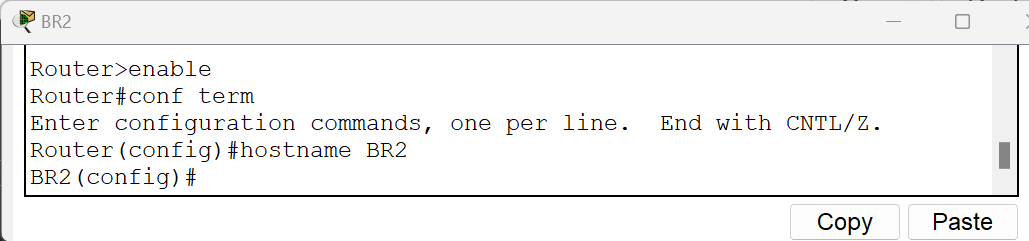 BR2
Router>enable
Router#conf term
Enter configuration commands, one per line.  End with CNTL/Z.
Router(config)#hostname BR2
BR2(config)#
Copy
Paste